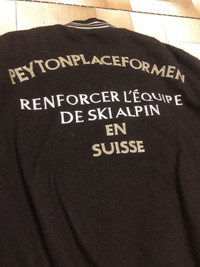 PEYTONPLACEFORMEN
RENFORCER L'ÉQUIPE
DE SKI ALPIN
EN
SUISSE